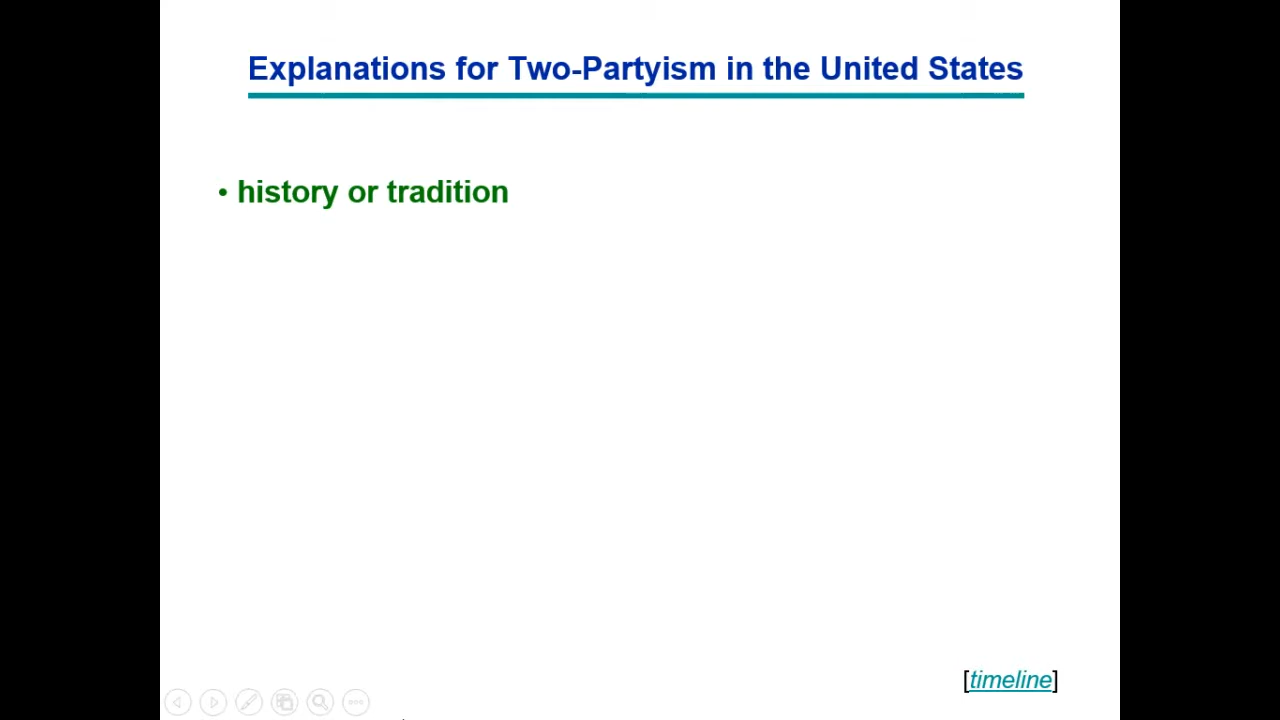 Explanations for Two-Partyism in the United States
• history or tradition
[timeline]